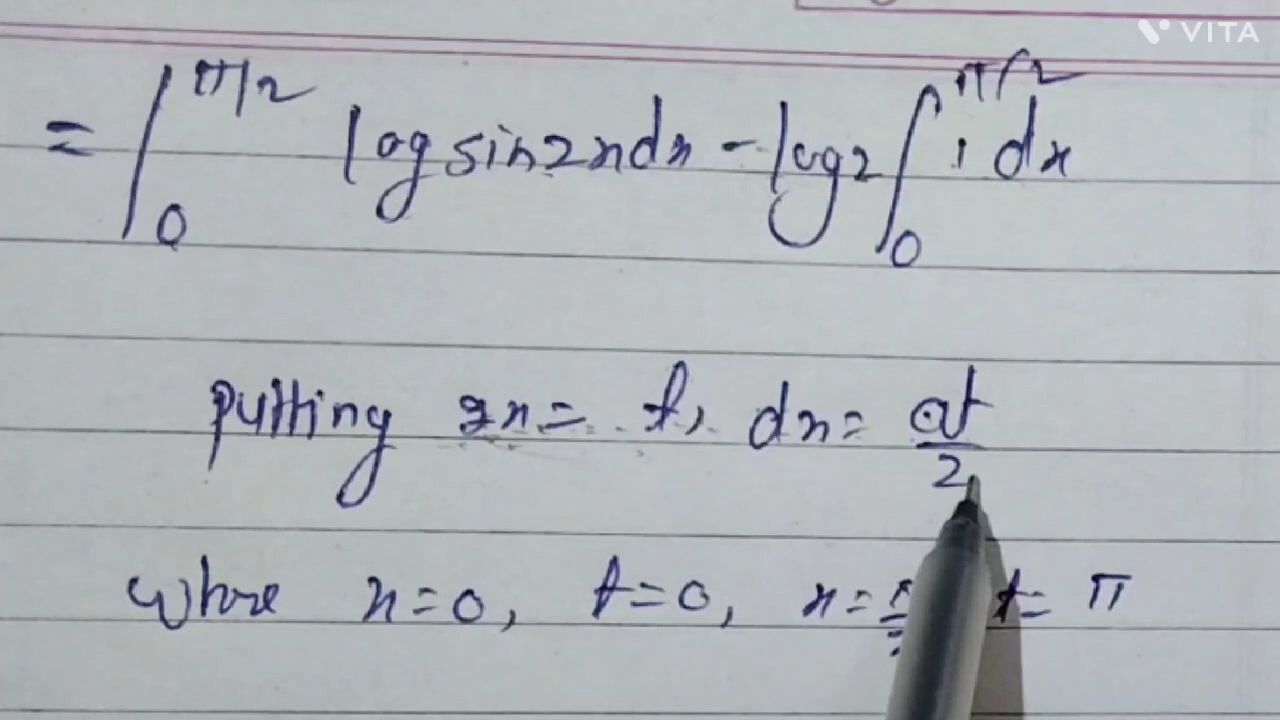 VITA
= ∫₀^π/2 log sin2x dx - log2 ∫₀^π/2 1 dx
putting 2x = t, dx = dt/2
where x=0, t=0, x=π/2 t= π